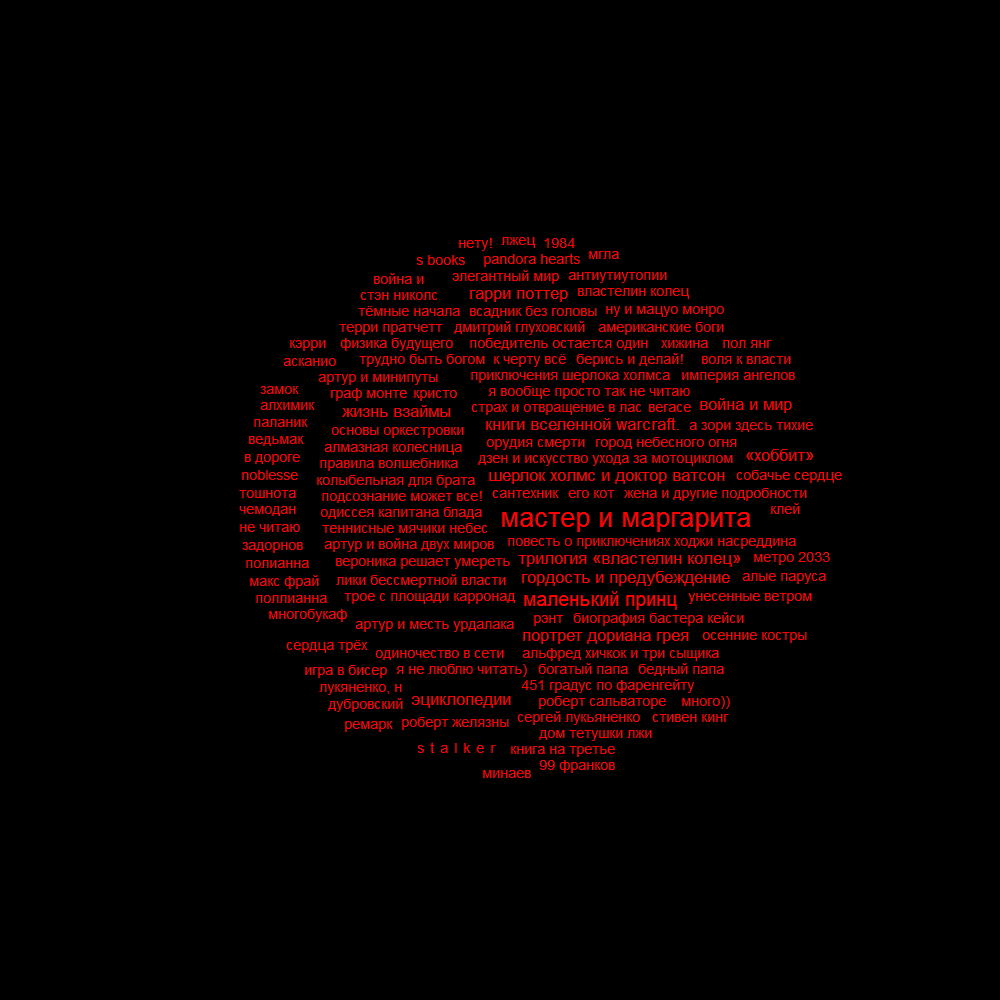 нету! лжец 1984
s books pandora hearts мгла
война и элегантный мир антиутиутопии
стэн николс гарри поттер властелин колец
тёмные начала всадник без головы ну и мацуо монро
терри пратчетт дмитрий глуховский американские боги
кэрри физика будущего победитель остается один хижина пол янг
асканио трудно быть богом к черту всё берись и делай! воля к власти
артур и минипуты приключения шерлока холмса империя ангелов
замок граф монте кристо я вообще просто так не читаю
алхимик жизнь взаймы страх и отвращение в лас вегасе война и мир
паланик основы оркестровки книги вселенной warcraft. а зори здесь тихие
ведьмак алмазная колесница орудия смерти город небесного огня
в дороге правила волшебника дзен и искусство ухода за мотоциклом «хоббит»
noblesse колыбельная для брата шерлок холмс и доктор ватсон собачье сердце
тошнота подсознание может все! сантехник его кот жена и другие подробности
чемодан одиссея капитана блада мастер и маргарита клей
не читаю теннисные мячики небес
задорнов артур и война двух миров повесть о приключениях ходжи насреддина
полианна вероника решает умереть трилогия «властелин колец» метро 2033
макс фрай лики бессмертной власти гордость и предубеждение алые паруса
поллианна трое с площади карронад маленький принц унесенные ветром
многобукаф артур и месть урдалака рэнт биография бастера кейси
портрет дориана грея осенние костры
сердца трёх одиночество в сети альфред хичкок и три сыщика
игра в бисер я не люблю читать) богатый папа бедный папа
лукяненко, н 451 градус по фаренгейту
дубровский эциклопедии роберт сальваторе много))
ремарк роберт желязны сергей лукьяненко стивен кинг
дом тетушки лжи
s t a l k e r книга на третье
минаев 99 франков